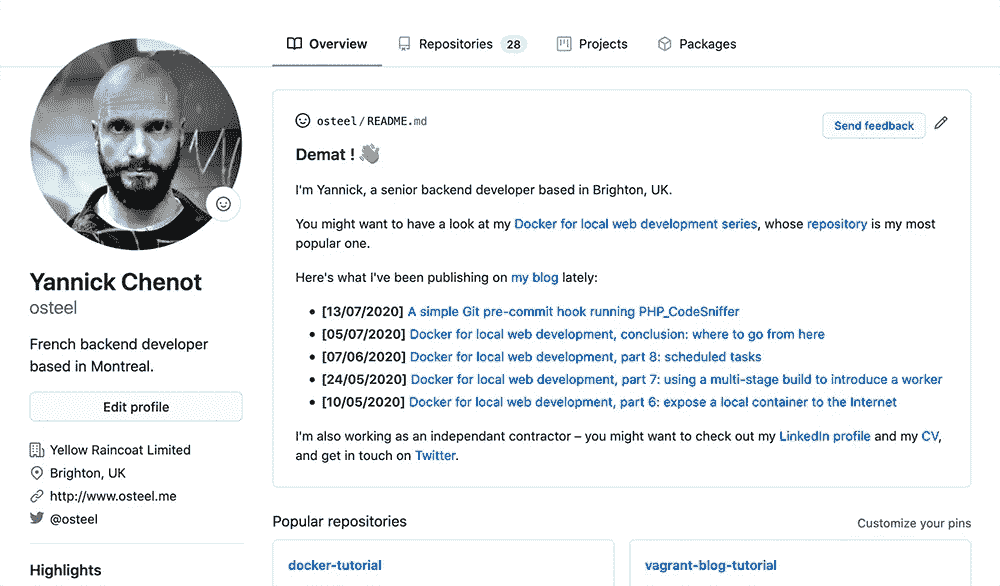 Overview Repositories 28 Projects Packages
osteel/README.md
Send feedback
Demat !
I'm Yannick, a senior backend developer based in Brighton, UK.
You might want to have a look at my Docker for local web development series, whose repository is my most
popular one.
Here's what I've been publishing on my blog lately:
[13/07/2020] A simple Git pre-commit hook running PHP_CodeSniffer
[05/07/2020] Docker for local web development, conclusion: where to go from here
[07/06/2020] Docker for local web development, part 8: scheduled tasks
[24/05/2020] Docker for local web development, part 7: using a multi-stage build to introduce a worker
[10/05/2020] Docker for local web development, part 6: expose a local container to the Internet
I'm also working as an independant contractor – you might want to check out my LinkedIn profile and my CV,
and get in touch on Twitter.
Yannick Chenot
osteel
French backend developer
based in Montreal.
Edit profile
Yellow Raincoat Limited
Brighton, UK
http://www.osteel.me
@osteel
Highlights
Popular repositories
Customize your pins
docker-tutorial
vagrant-blog-tutorial